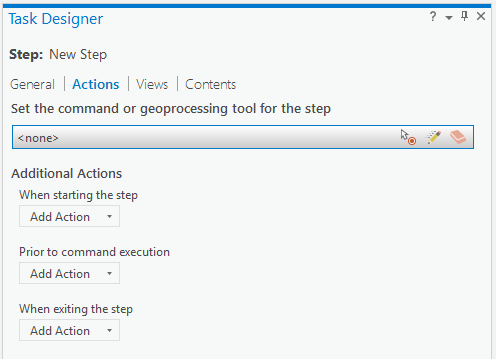 Task Designer
Step: New Step
General Actions Views Contents
Set the command or geoprocessing tool for the step
<none>
Additional Actions
When starting the step
Add Action
Prior to command execution
Add Action
When exiting the step
Add Action